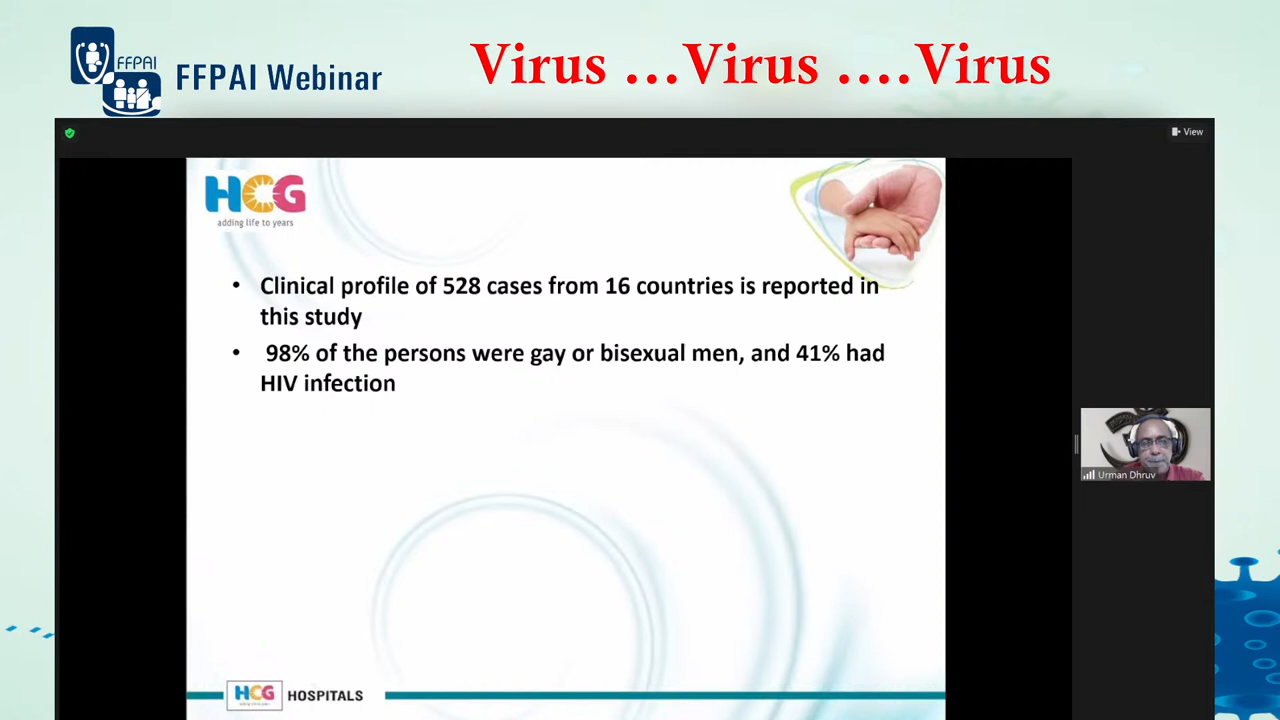 FFPAI
FFPAI Webinar
Virus ...Virus ....Virus
View
HCG
adding life to years
• Clinical profile of 528 cases from 16 countries is reported in
this study
• 98% of the persons were gay or bisexual men, and 41% had
HIV infection
Urman Dhruv
HCG
HOSPITALS